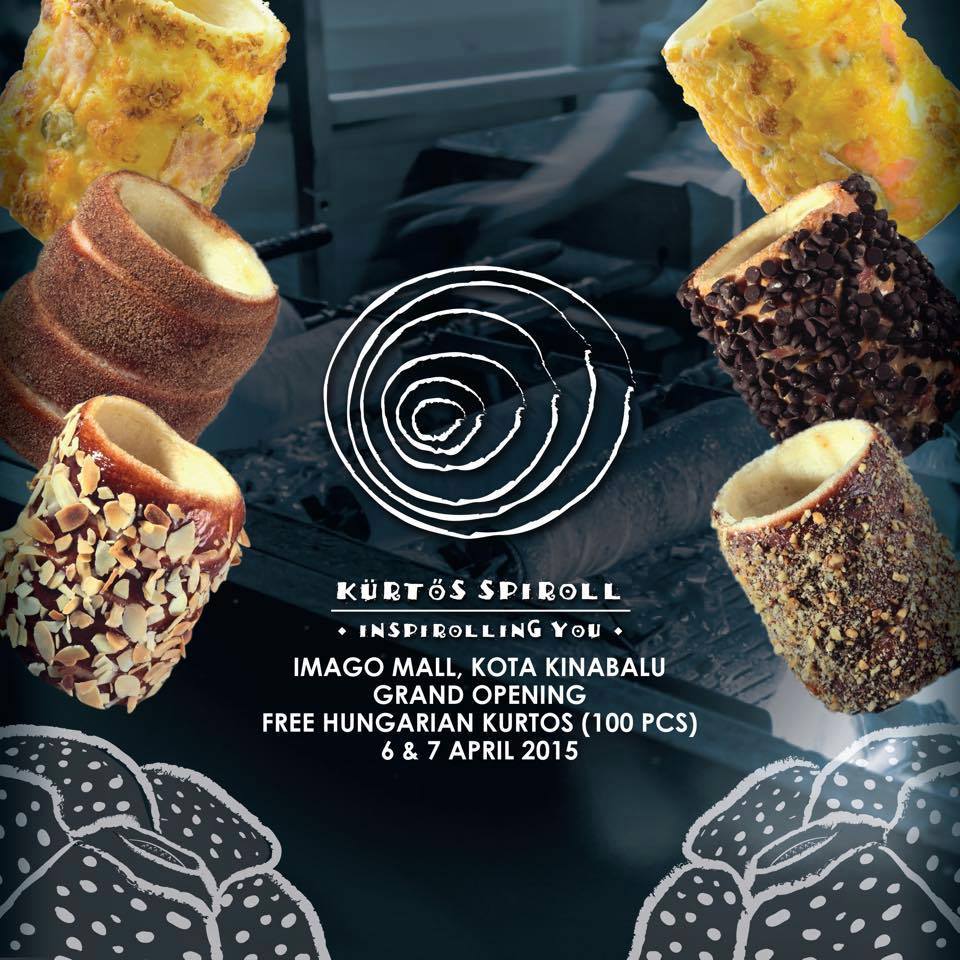 KÜRTŐS SPIROLL
• INSPIROLLING YOU •
IMAGO MALL, KOTA KINABALU
GRAND OPENING
FREE HUNGARIAN KURTOS (100 PCS)
6 & 7 APRIL 2015